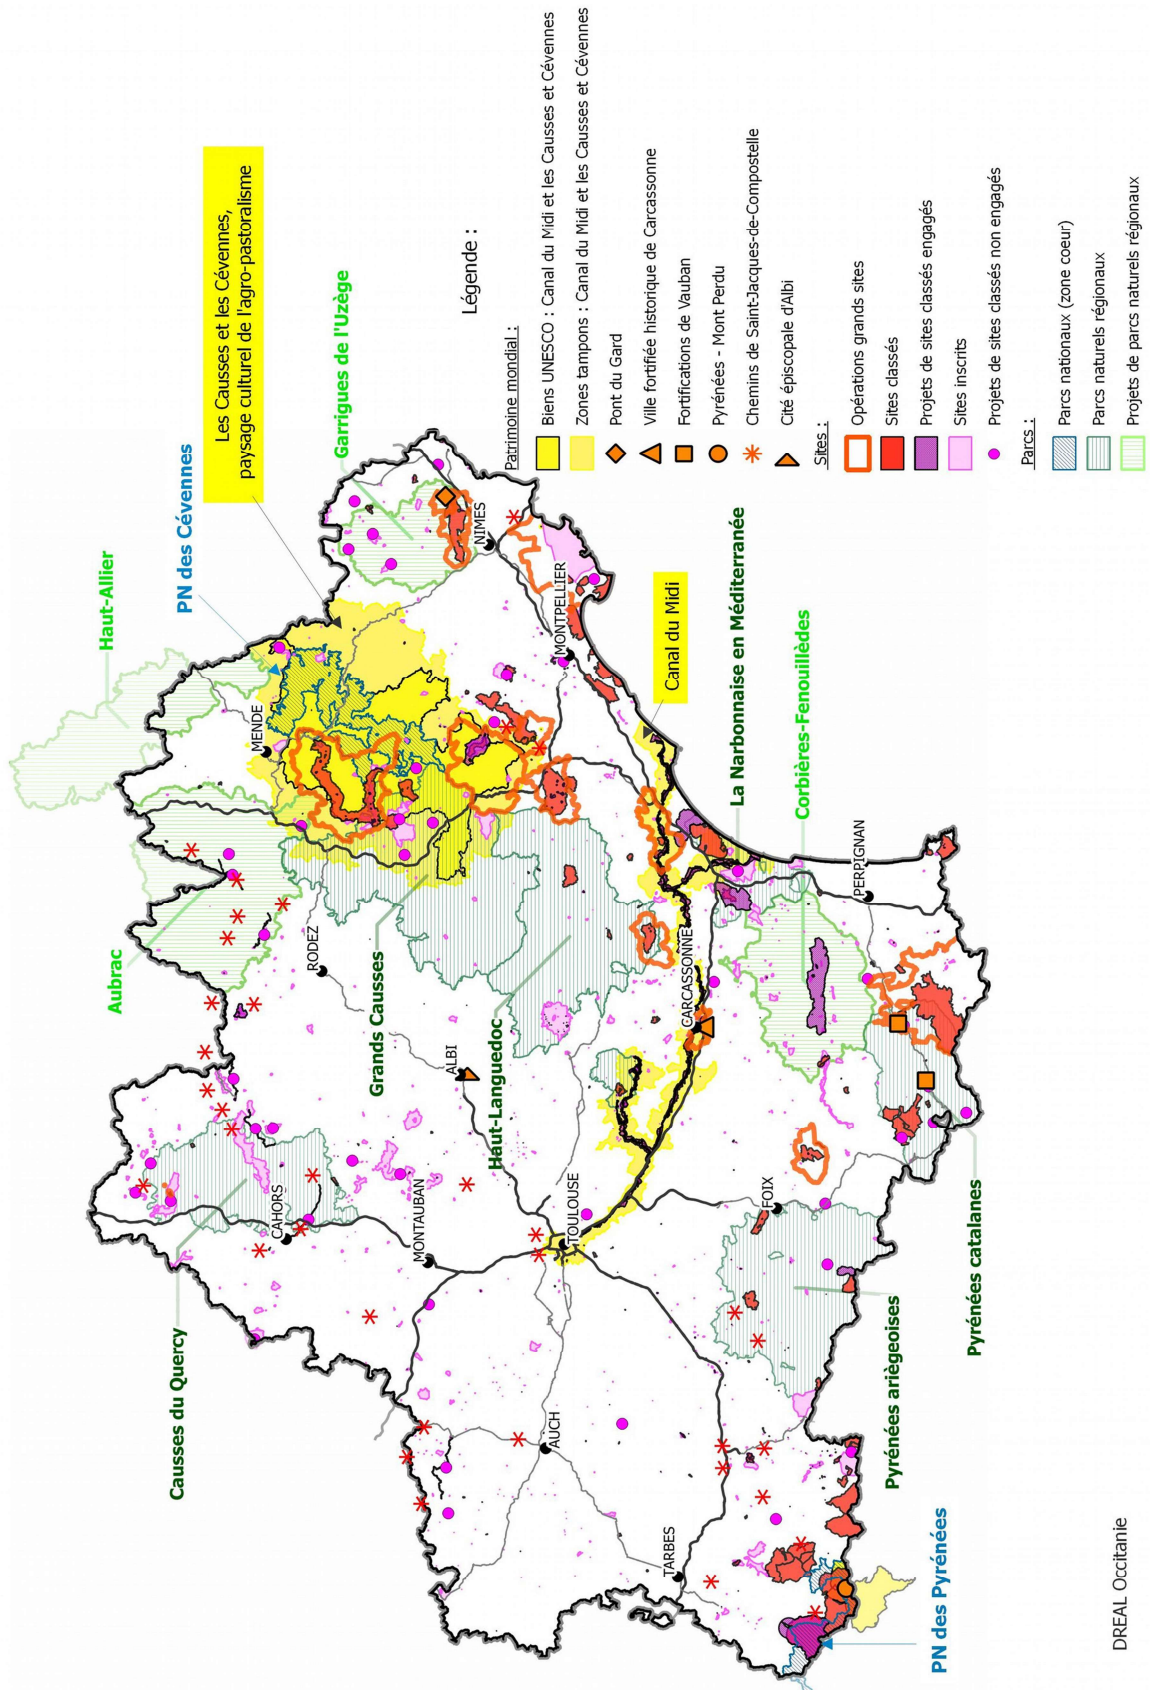 Haut-Allier
PN des Cévennes
Les Causses et les Cévennes,
paysage culturel de l'agro-pastoralisme
Garrigues de l'Uzège
Aubrac
MENDE
NIMES
RODEZ
MONTPELLIER
Causses du Quercy
CAHORS
Grands Causses
ALBI
Haut-Languedoc
MONTAUBAN
TOULOUSE
Canal du Midi
La Narbonnaise en Méditerranée
CARCASSONNE
Corbières-Fenouillèdes
AUCH
TARBES
FOIX
PERPIGNAN
Pyrénées ariégeoises
Pyrénées catalanes
PN des Pyrénées
Légende :
Patrimoine mondial :
Biens UNESCO : Canal du Midi et les Causses et Cévennes
Zones tampons : Canal du Midi et les Causses et Cévennes
Pont du Gard
Ville fortifiée historique de Carcassonne
Fortifications de Vauban
Pyrénées - Mont Perdu
Chemins de Saint-Jacques-de-Compostelle
Cité épiscopale d'Albi
Sites :
Opérations grands sites
Sites classés
Projets de sites classés engagés
Sites inscrits
Projets de sites classés non engagés
Parcs :
Parcs nationaux (zone coeur)
Parcs naturels régionaux
Projets de parcs naturels régionaux
DREAL Occitanie